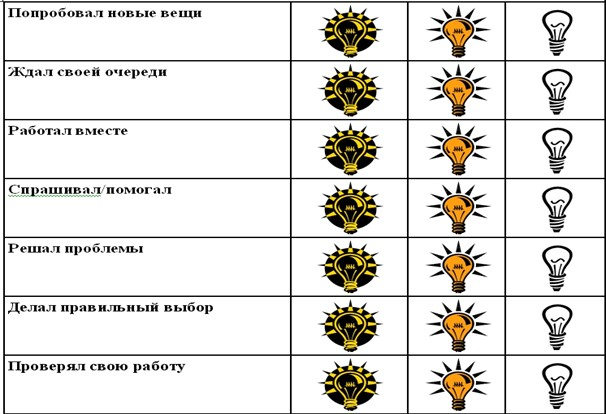 Попробовал новые вещи
Ждал своей очереди
Работал вместе
Спрашивал/помогал
Решал проблемы
Делал правильный выбор
Проверял свою работу